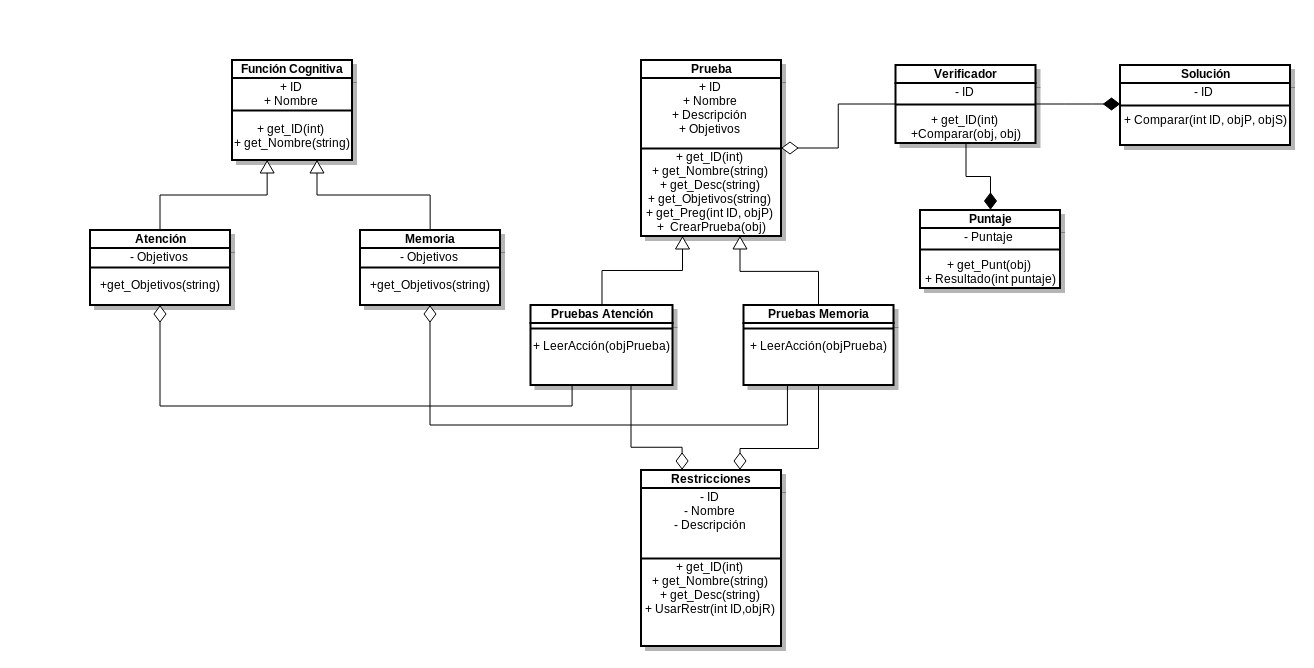 Función Cognitiva
+ ID
+ Nombre
+ get_ID(int)
+ get_Nombre(string)
Prueba
+ ID
+ Nombre
+ Descripción
+ Objetivos
+ get_ID(int)
+ get_Nombre(string)
+ get_Desc(string)
+ get_Objetivos(string)
+ get_Preg(int ID, objP)
+ CrearPrueba(obj)
Verificador
- ID
+ get_ID(int)
+Comparar(obj, obj)
Solución
- ID
+ Comparar(int ID, objP, objS)
Puntaje
- Puntaje
+ get_Punt(obj)
+ Resultado(int puntaje)
Atención
- Objetivos
+get_Objetivos(string)
Memoria
- Objetivos
+get_Objetivos(string)
Pruebas Atención
+ LeerAcción(objPrueba)
Pruebas Memoria
+ LeerAcción(objPrueba)
Restricciones
- ID
- Nombre
- Descripción
+ get_ID(int)
+ get_Nombre(string)
+ get_Desc(string)
+ UsarRestr(int ID,objR)